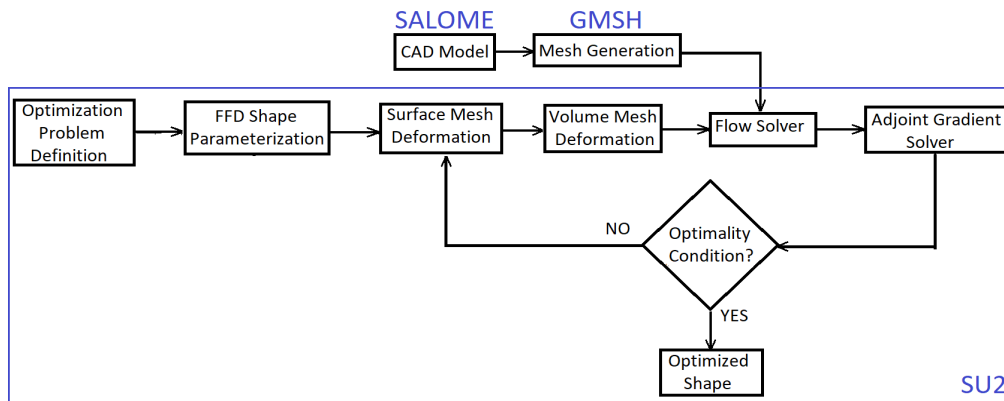 SALOME
GMSH
CAD Model
Mesh Generation
Optimization
Problem
Definition
FFD Shape
Parameterization
Surface Mesh
Deformation
Volume Mesh
Deformation
Flow Solver
Adjoint Gradient
Solver
NO
Optimality
Condition?
YES
Optimized
Shape
SU2